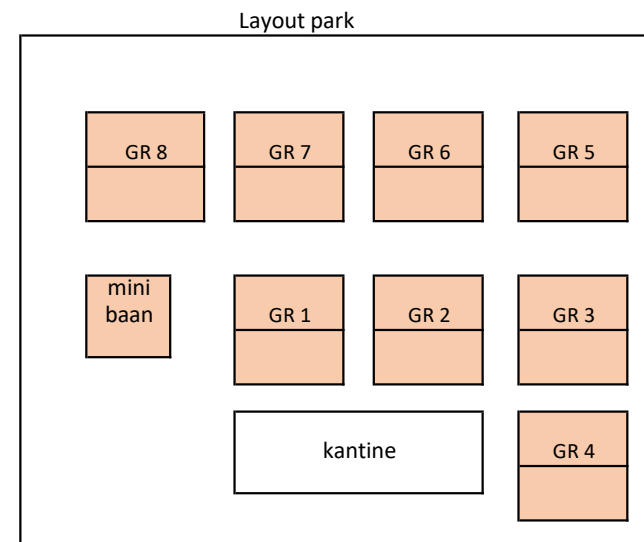 Layout park
GR 8
GR 7
GR 6
GR 5
mini
baan
GR 1
GR 2
GR 3
kantine
GR 4